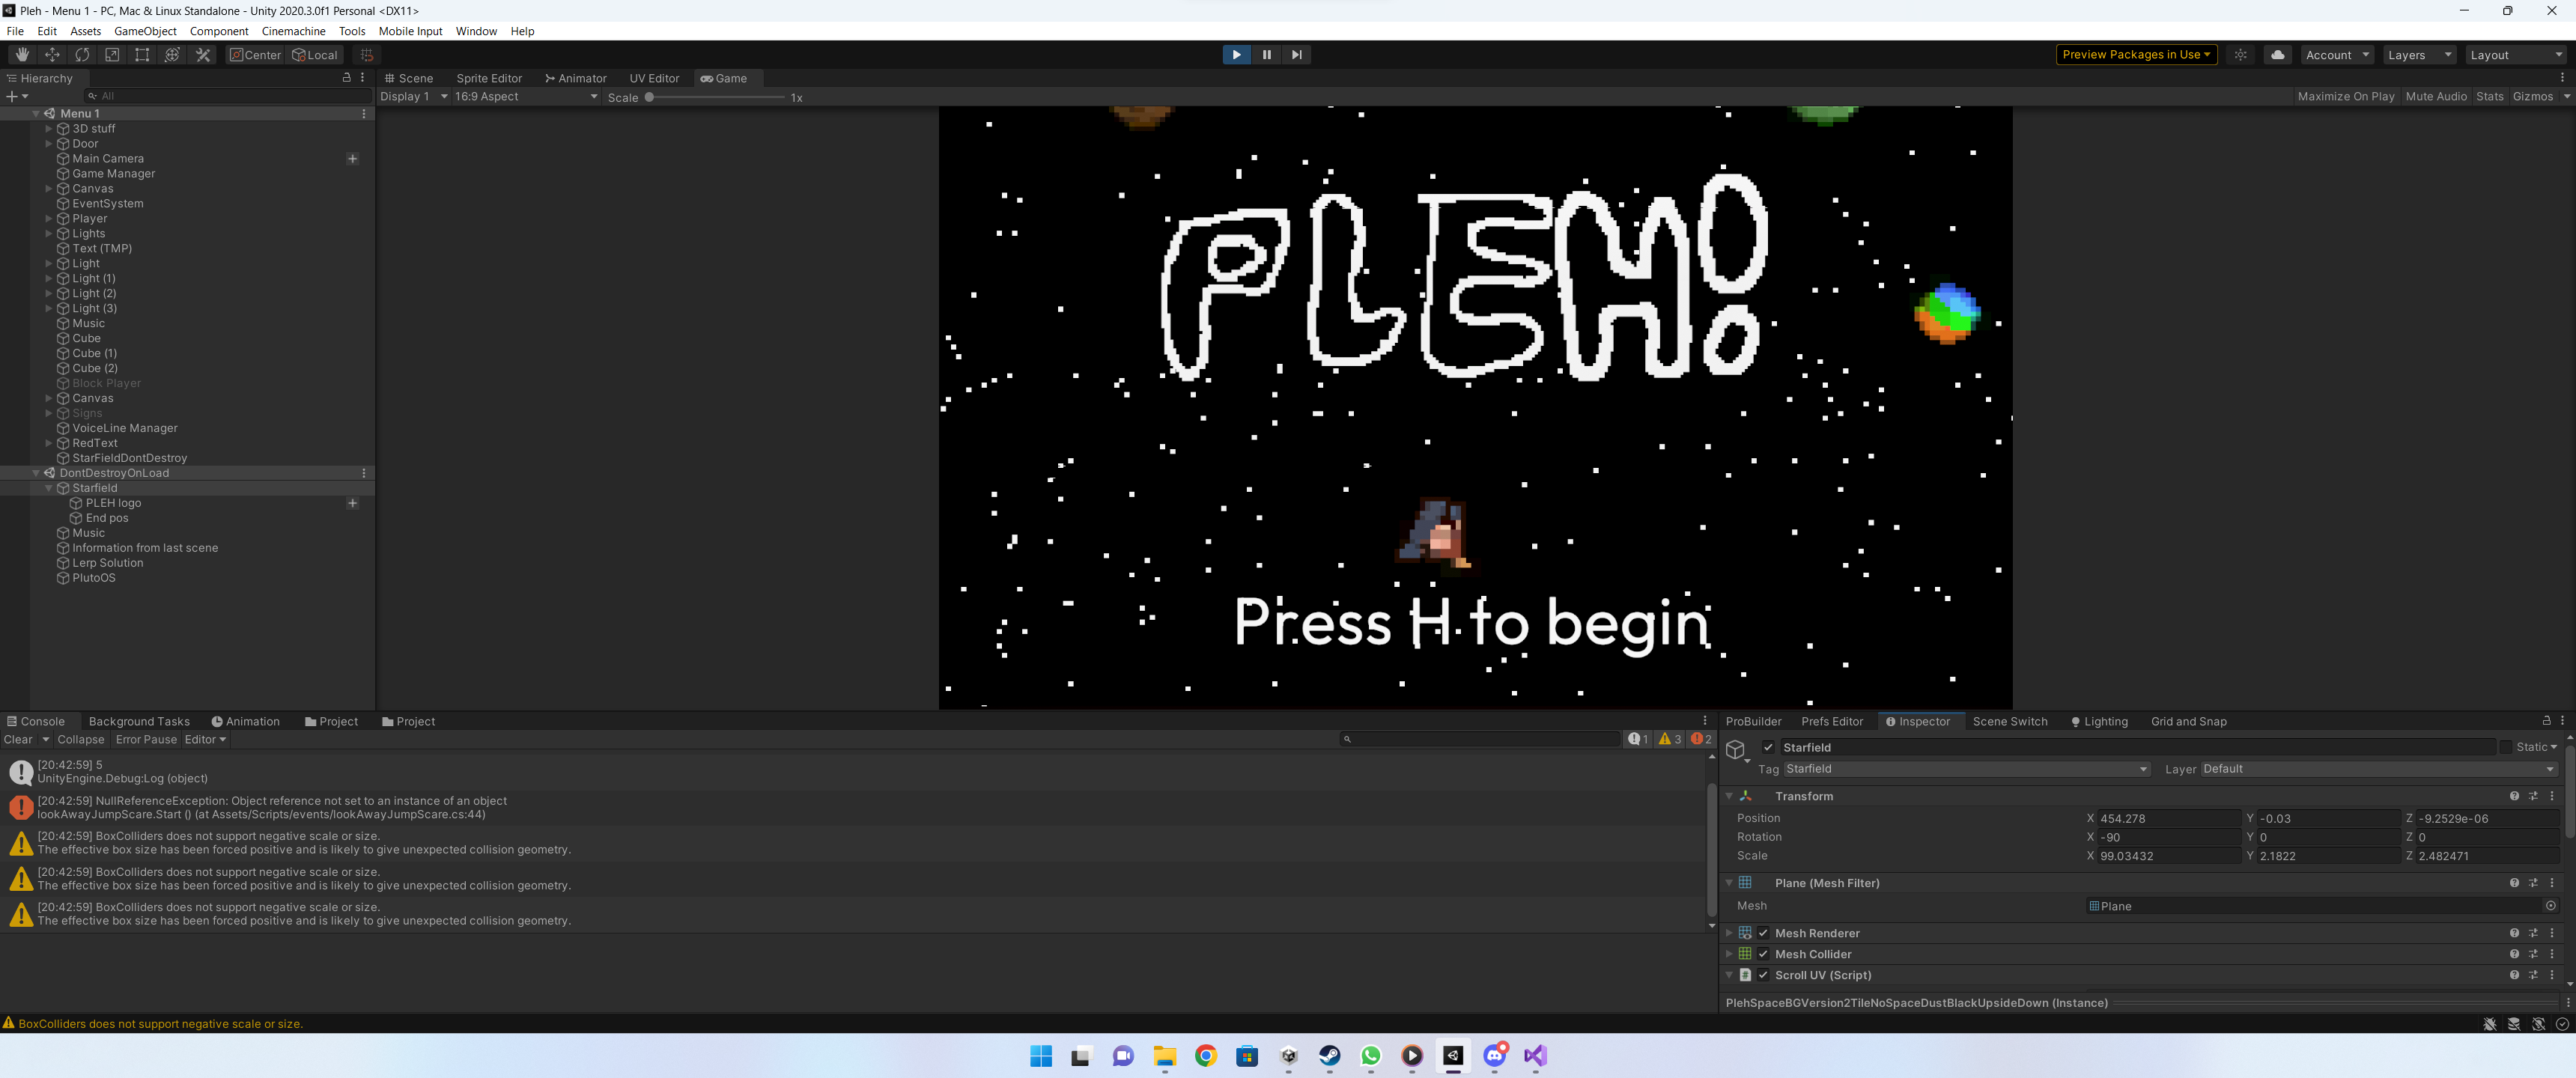 Pleh - Menu 1 - PC, Mac & Linux Standalone - Unity 2020.3.0f1 Personal <DX11>
File Edit Assets GameObject Component Cinemachine Tools Mobile Input Window Help
Center Local
Preview Packages in Use
Account Layers Layout
Hierarchy
All
Menu 1
3D stuff
Door
Main Camera
Game Manager
Canvas
EventSystem
Player
Lights
Text (TMP)
Light
Light (1)
Light (2)
Light (3)
Music
Cube
Cube (1)
Cube (2)
Block Player
Canvas
Signs
VoiceLine Manager
RedText
StarFieldDontDestroy
DontDestroyOnLoad
Starfield
PLEH logo
End pos
Music
Information from last scene
Lerp Solution
PlutoOS
Scene Sprite Editor Animator UV Editor Game
Display 1 16:9 Aspect Scale 1x
Maximize On Play Mute Audio Stats Gizmos
PLEH!
Press H to begin
Console Background Tasks Animation Project Project
Clear Collapse Error Pause Editor
1 3 2
[20:42:59] 5
UnityEngine.Debug:Log (object)
[20:42:59] NullReferenceException: Object reference not set to an instance of an object
lookAwayJumpScare.Start () (at Assets/Scripts/events/lookAwayJumpScare.cs:44)
[20:42:59] BoxColliders does not support negative scale or size.
The effective box size has been forced positive and is likely to give unexpected collision geometry.
[20:42:59] BoxColliders does not support negative scale or size.
The effective box size has been forced positive and is likely to give unexpected collision geometry.
[20:42:59] BoxColliders does not support negative scale or size.
The effective box size has been forced positive and is likely to give unexpected collision geometry.
ProBuilder Prefs Editor Inspector Scene Switch Lighting Grid and Snap
Starfield Static
Tag Starfield Layer Default
Transform
Position X 454.278 Y -0.03 Z -9.2529e-06
Rotation X -90 Y 0 Z 0
Scale X 99.03432 Y 2.1822 Z 2.482471
Plane (Mesh Filter)
Mesh Plane
Mesh Renderer
Mesh Collider
Scroll UV (Script)
PlehSpaceBGVersion2TileNoSpaceDustBlackUpsideDown (Instance)
BoxColliders does not support negative scale or size.